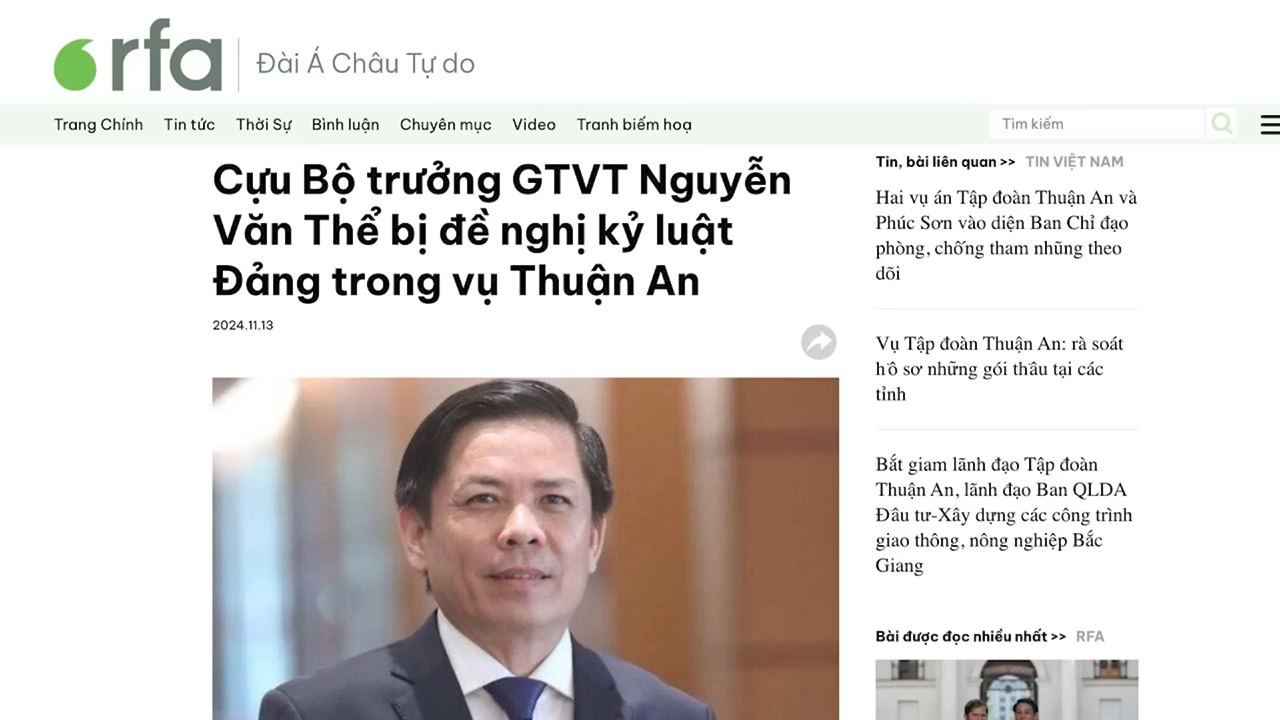 rfa
Đài Á Châu Tự do
Trang Chính Tin tức Thời Sự Bình luận Chuyên mục Video Tranh biếm hoạ
Tìm kiếm
Cựu Bộ trưởng GTVT Nguyễn
Văn Thể bị đề nghị kỷ luật
Đảng trong vụ Thuận An
2024.11.13
Tin, bài liên quan >> TIN VIỆT NAM
Hai vụ án Tập đoàn Thuận An và
Phúc Sơn vào diện Ban Chỉ đạo
phòng, chống tham nhũng theo
dõi
Vụ Tập đoàn Thuận An: rà soát
hồ sơ những gói thầu tại các
tỉnh
Bắt giam lãnh đạo Tập đoàn
Thuận An, lãnh đạo Ban QLDA
Đầu tư-Xây dựng các công trình
giao thông, nông nghiệp Bắc
Giang
Bài được đọc nhiều nhất >> RFA